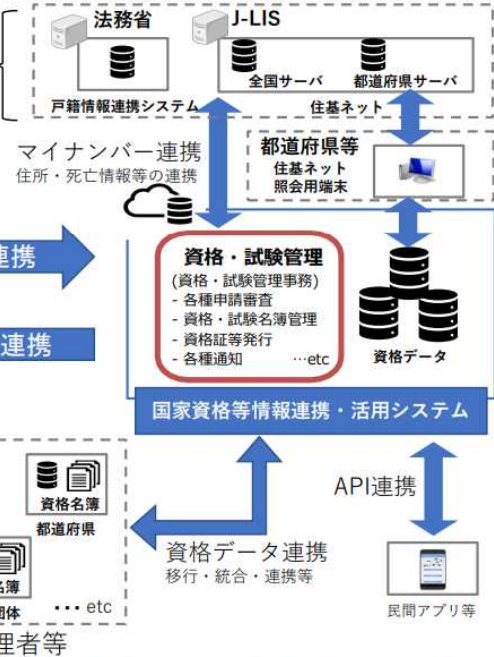 法務省
J-LIS
全国サーバ
都道府県サーバ
戸籍情報連携システム
住基ネット
マイナンバー連携
住所・死亡情報等の連携
都道府県等
住基ネット
照会用端末
連携
資格・試験管理
(資格・試験管理事務)
- 各種申請審査
- 資格・試験名簿管理
- 資格証等発行
- 各種通知 …etc
資格データ
連携
国家資格等情報連携・活用システム
API連携
資格名簿
都道府県
資格データ連携
移行・統合・連携等
名簿
団体
… etc
民間アプリ等
理者等